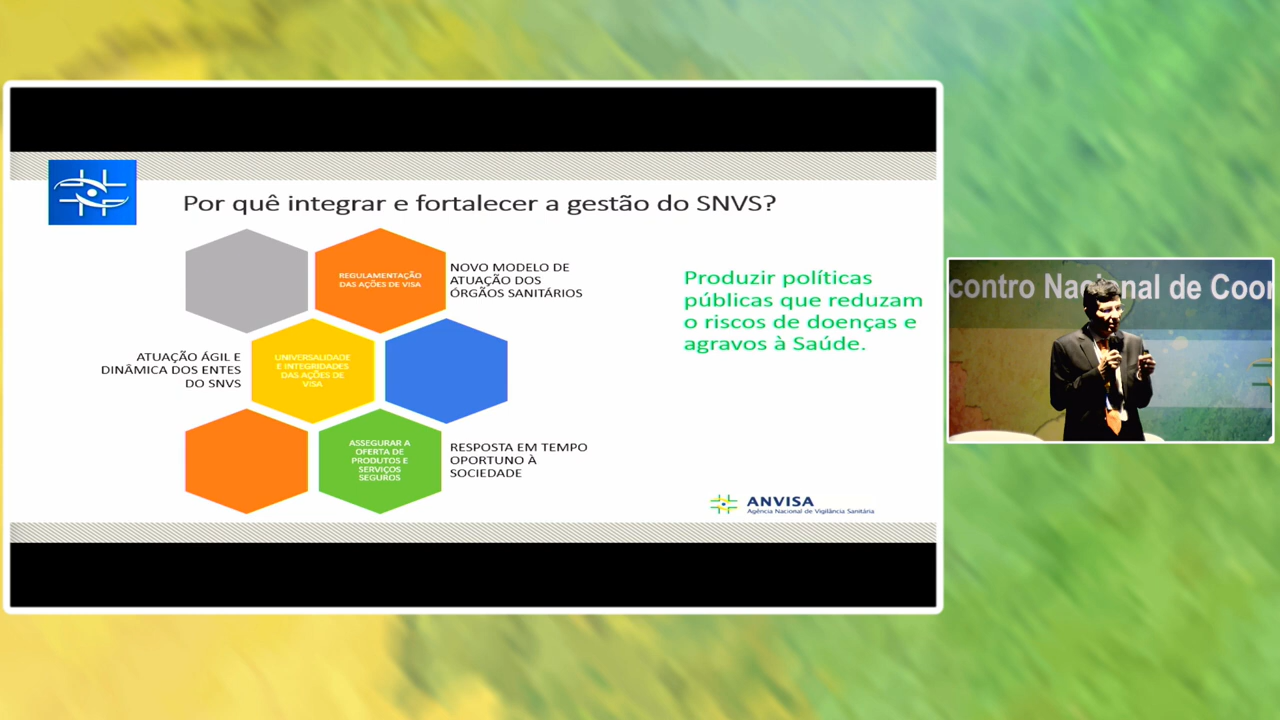 Por quê integrar e fortalecer a gestão do SNVS?
REGULAMENTAÇÃO
DAS AÇÕES DE VISA
NOVO MODELO DE
ATUAÇÃO DOS
ÓRGÃOS SANITÁRIOS
ATUAÇÃO ÁGIL E
DINÂMICA DOS ENTES
DO SNVS
UNIVERSALIDADE
E INTEGRIDADES
DAS AÇÕES DE
VISA
ASSEGURAR A
OFERTA DE
PRODUTOS E
SERVIÇOS
SEGUROS
RESPOSTA EM TEMPO
OPORTUNO À
SOCIEDADE
Produzir políticas
públicas que reduzam
o riscos de doenças e
agravos à Saúde.
ANVISA
Agência Nacional de Vigilância Sanitária
contro Nacional de Coor